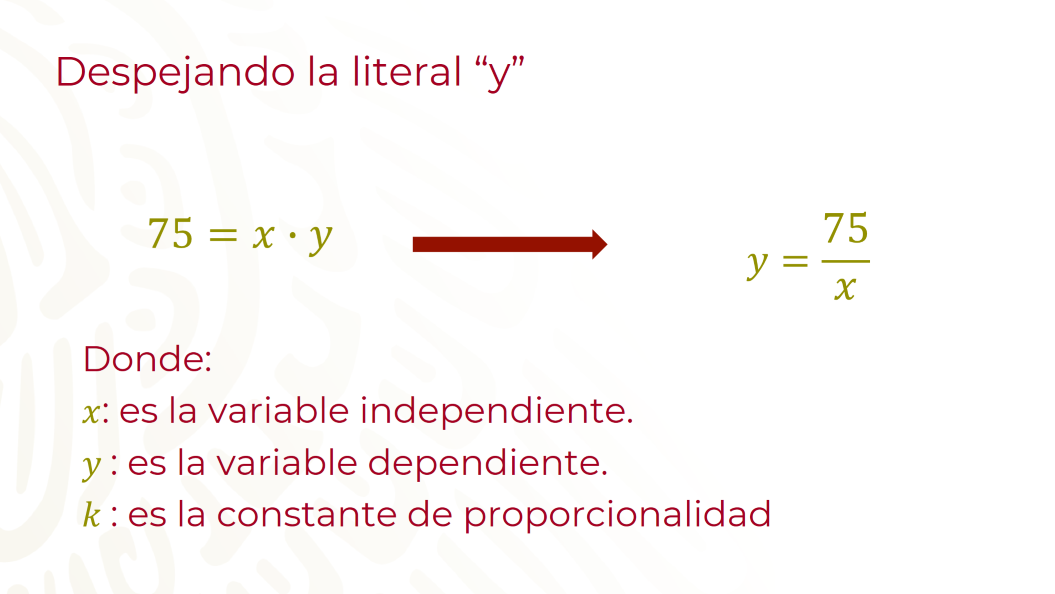 Despejando la literal “y”
75 = x · y
y = 75/x
Donde:
x: es la variable independiente.
y : es la variable dependiente.
k : es la constante de proporcionalidad